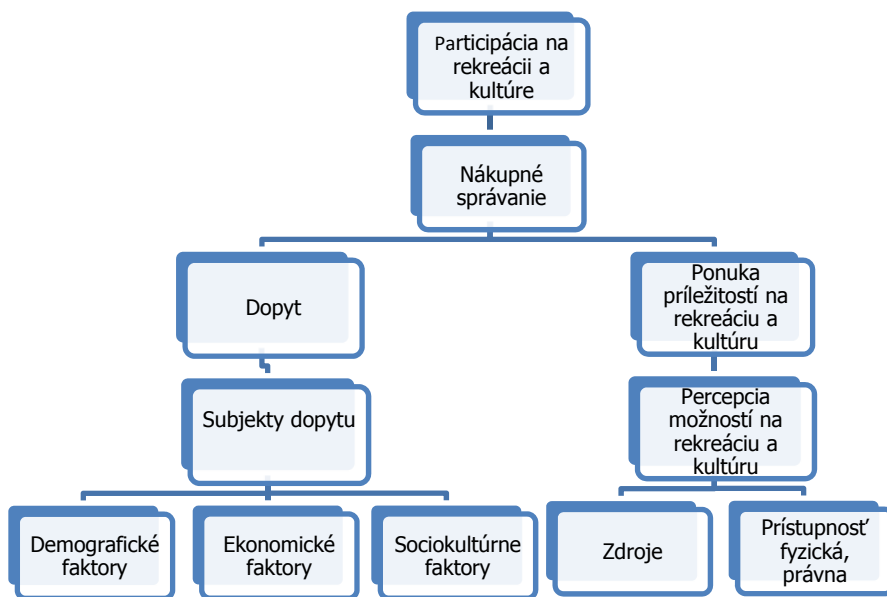 Participácia na
rekreácii a
kultúre
Nákupné
správanie
Dopyt
Ponuka
príležitostí na
rekreáciu a
kultúru
Subjekty dopytu
Percepcia
možností na
rekreáciu a
kultúru
Demografické
faktory
Ekonomické
faktory
Sociokultúrne
faktory
Zdroje
Prístupnosť
fyzická,
právna